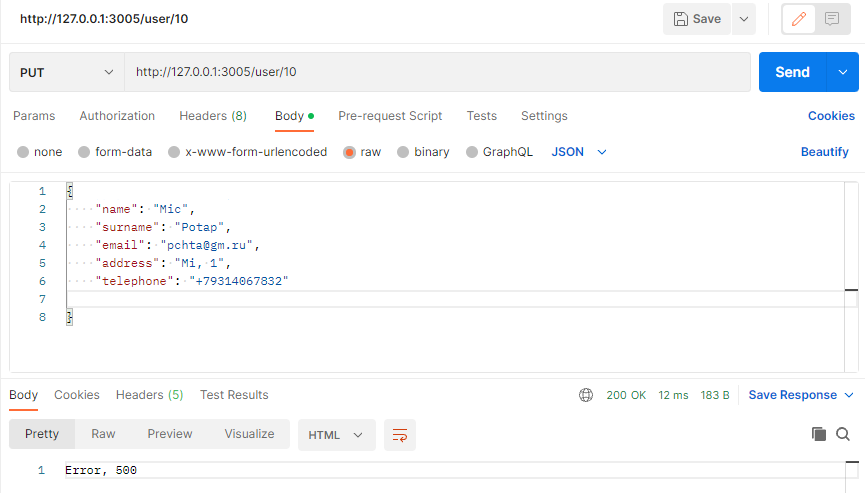 http://127.0.0.1:3005/user/10
Save
PUT
http://127.0.0.1:3005/user/10
Send
Params Authorization Headers (8) Body Pre-request Script Tests Settings Cookies
none form-data x-www-form-urlencoded raw binary GraphQL JSON Beautify
1 {
2 "name": "Mic",
3 "surname": "Potap",
4 "email": "pchta@gm.ru",
5 "address": "Mi, 1",
6 "telephone": "+79314067832"
7
8 }
Body Cookies Headers (5) Test Results 200 OK 12 ms 183 B Save Response
Pretty Raw Preview Visualize HTML
1 Error, 500